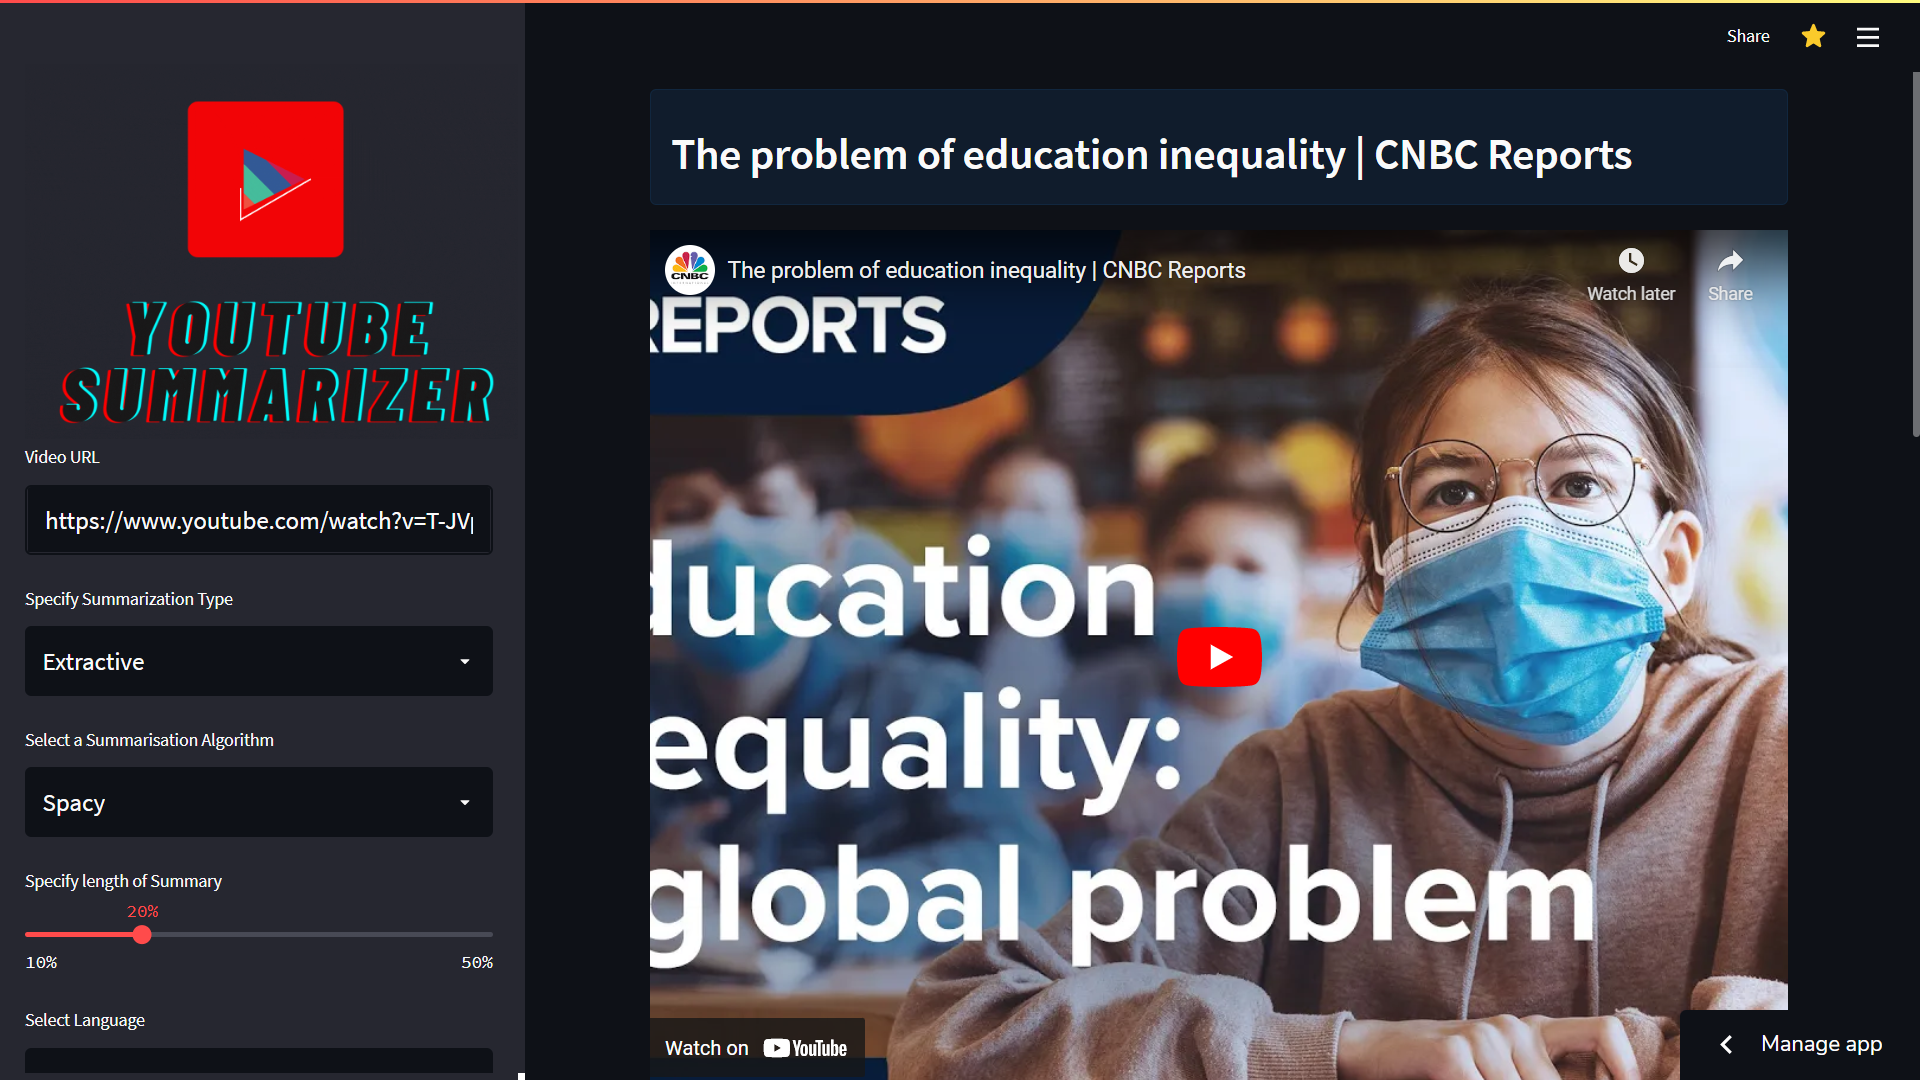 YOUTUBE
SUMMARIZER
Video URL
https://www.youtube.com/watch?v=T-JV
Specify Summarization Type
Extractive
Select a Summarisation Algorithm
Spacy
Specify length of Summary
20%
10% 50%
Select Language
Share
The problem of education inequality | CNBC Reports
CNBC
The problem of education inequality | CNBC Reports
Watch later
Share
REPORTS
ducation
equality:
global problem
Watch on YouTube
Manage app